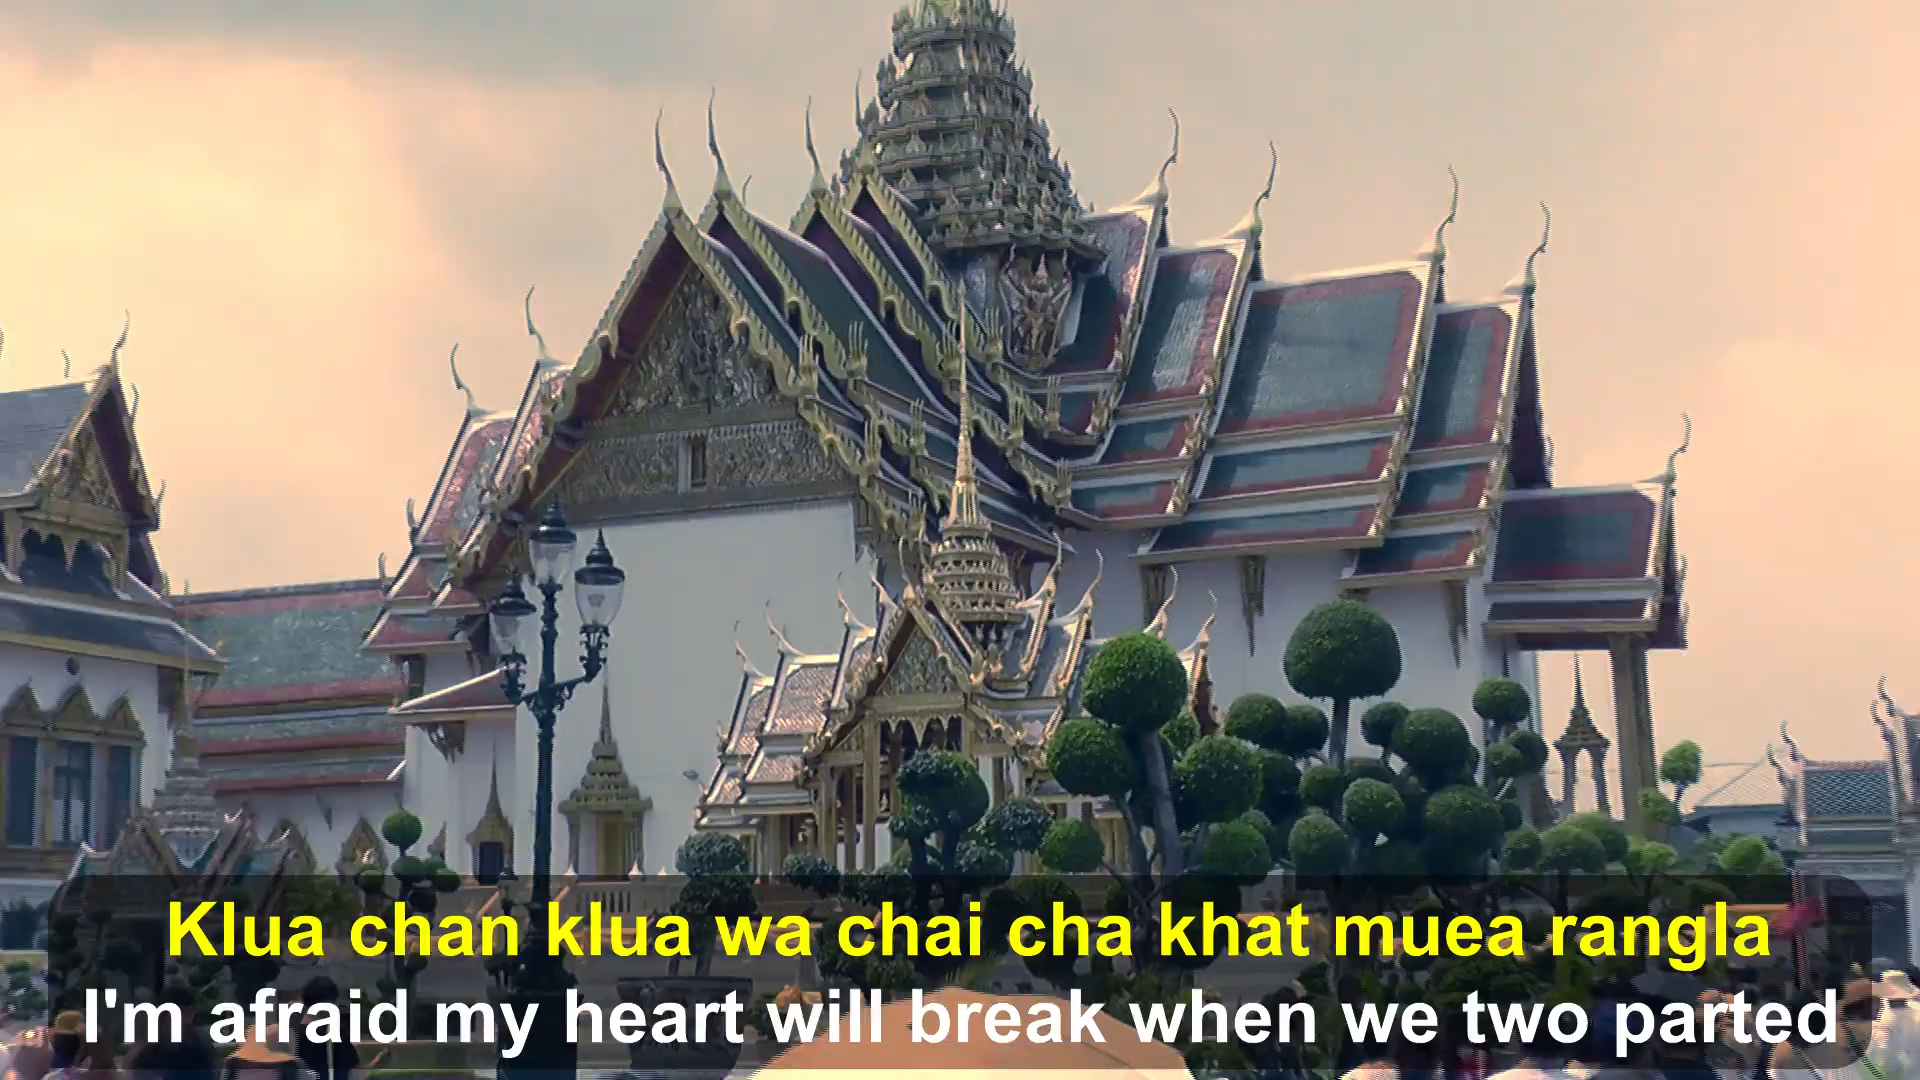 Klua chan klua wa chai cha khat muea rangla
I'm afraid my heart will break when we two parted